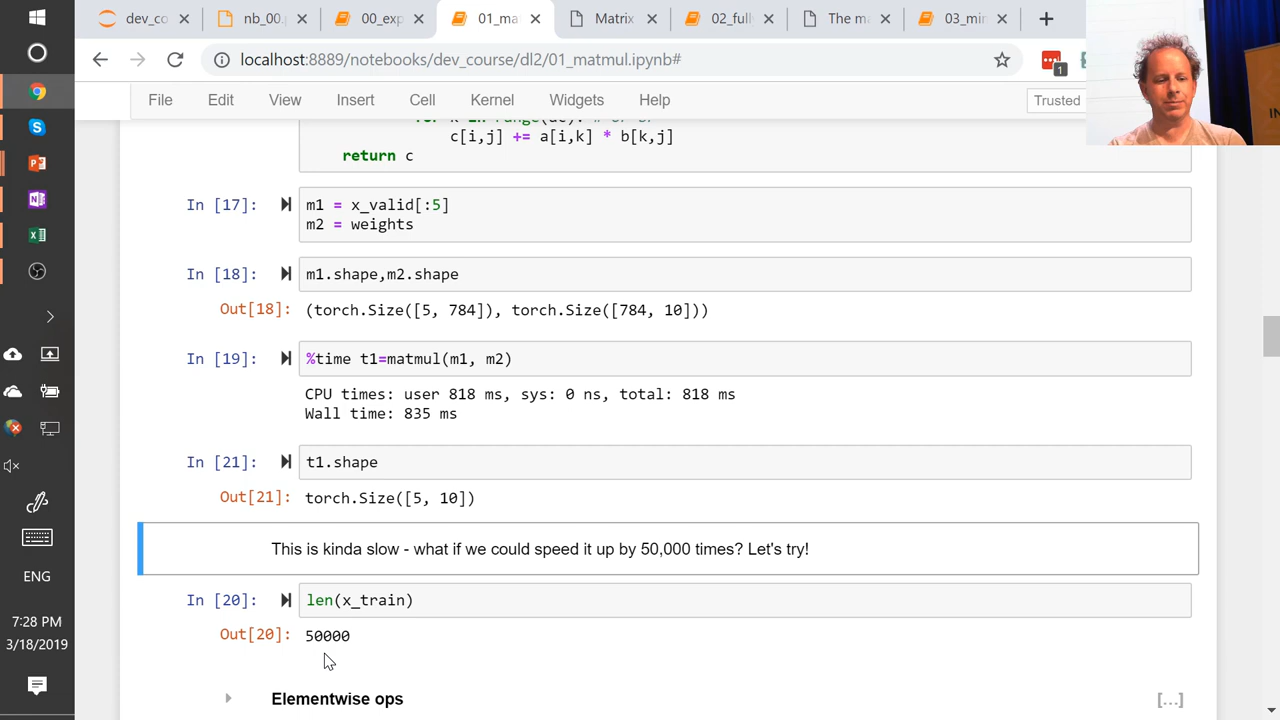 dev_co
nb_00.
00_exp
01_ma
Matrix
02_full
The ma
03_min
localhost:8889/notebooks/dev_course/dl2/01_matmul.ipynb#
1
File Edit View Insert Cell Kernel Widgets Help
Trusted
IN
c[i,j] += a[i,k] * b[k,j]
return c
In [17]:
m1 = x_valid[:5]
m2 = weights
In [18]:
m1.shape,m2.shape
Out[18]:
(torch.Size([5, 784]), torch.Size([784, 10]))
In [19]:
%time t1=matmul(m1, m2)
CPU times: user 818 ms, sys: 0 ns, total: 818 ms
Wall time: 835 ms
In [21]:
t1.shape
Out[21]:
torch.Size([5, 10])
This is kinda slow - what if we could speed it up by 50,000 times? Let's try!
In [20]:
len(x_train)
Out[20]:
50000
Elementwise ops
[...]
ENG
7:28 PM
3/18/2019